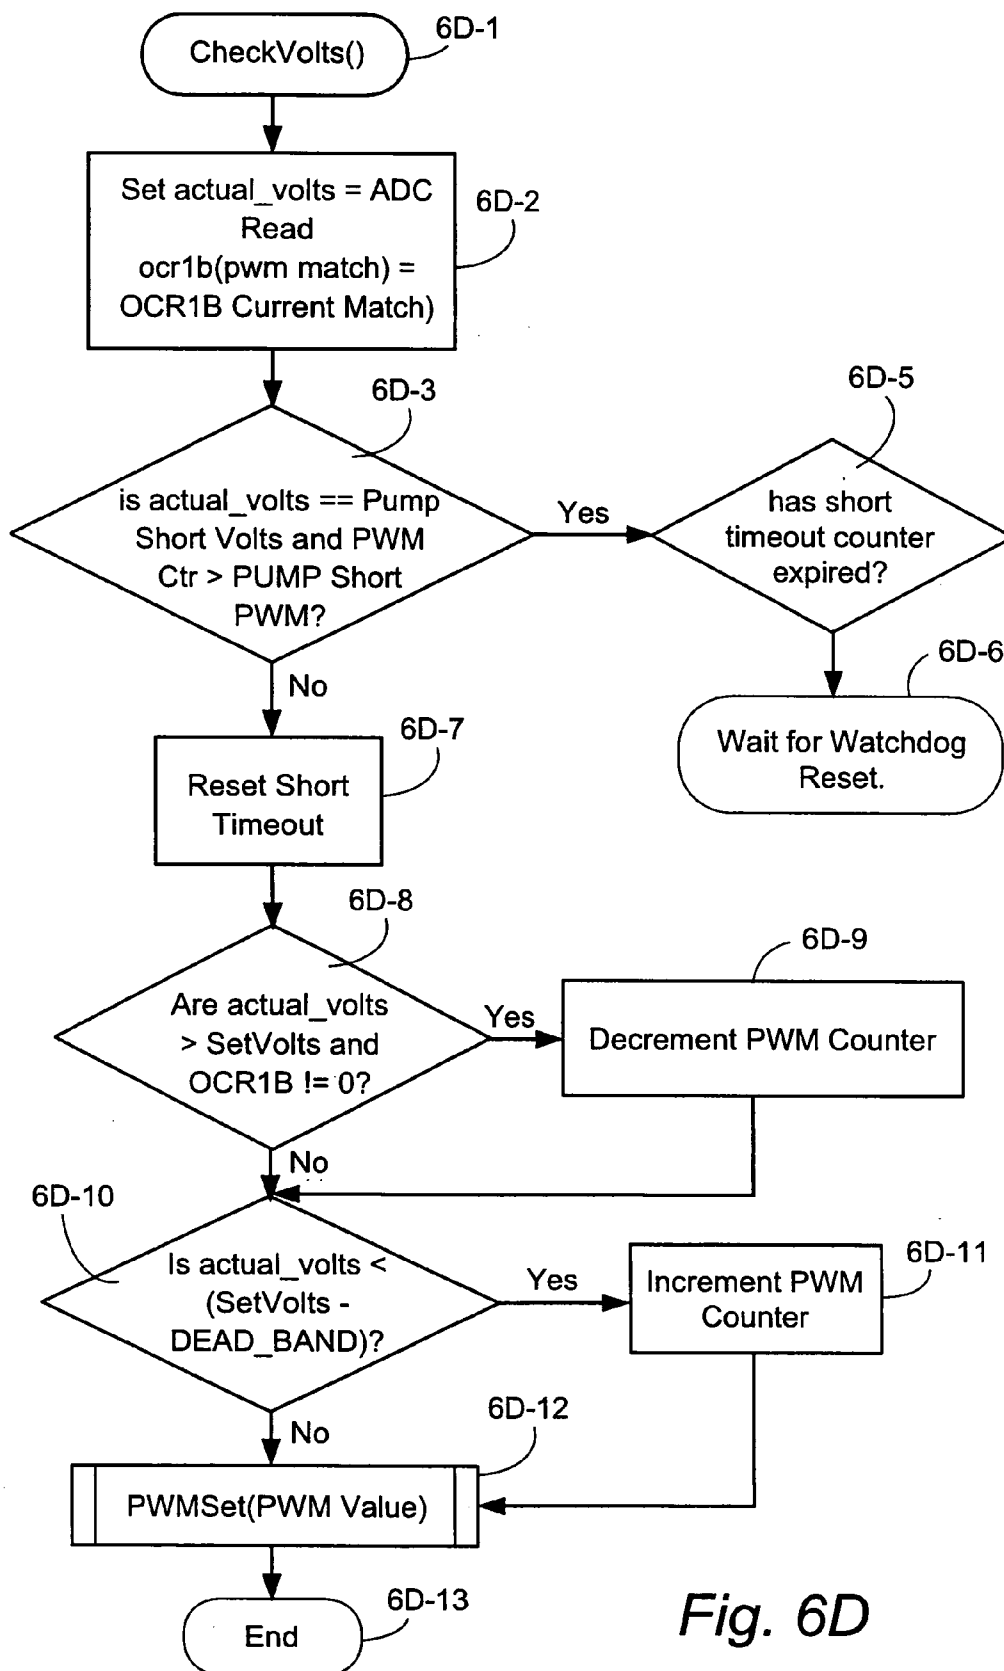 CheckVolts()
6D-1
Set actual_volts = ADC
Read
ocr1b(pwm match) =
OCR1B Current Match)
6D-2
6D-3
is actual_volts == Pump
Short Volts and PWM
Ctr > PUMP Short
PWM?
Yes
6D-5
has short
timeout counter
expired?
6D-6
Wait for Watchdog
Reset.
No
6D-7
Reset Short
Timeout
6D-8
Are actual_volts
> SetVolts and
OCR1B != 0?
Yes
6D-9
Decrement PWM Counter
No
6D-10
Is actual_volts <
(SetVolts -
DEAD_BAND)?
Yes
6D-11
Increment PWM
Counter
No
6D-12
PWMSet(PWM Value)
6D-13
End
Fig. 6D